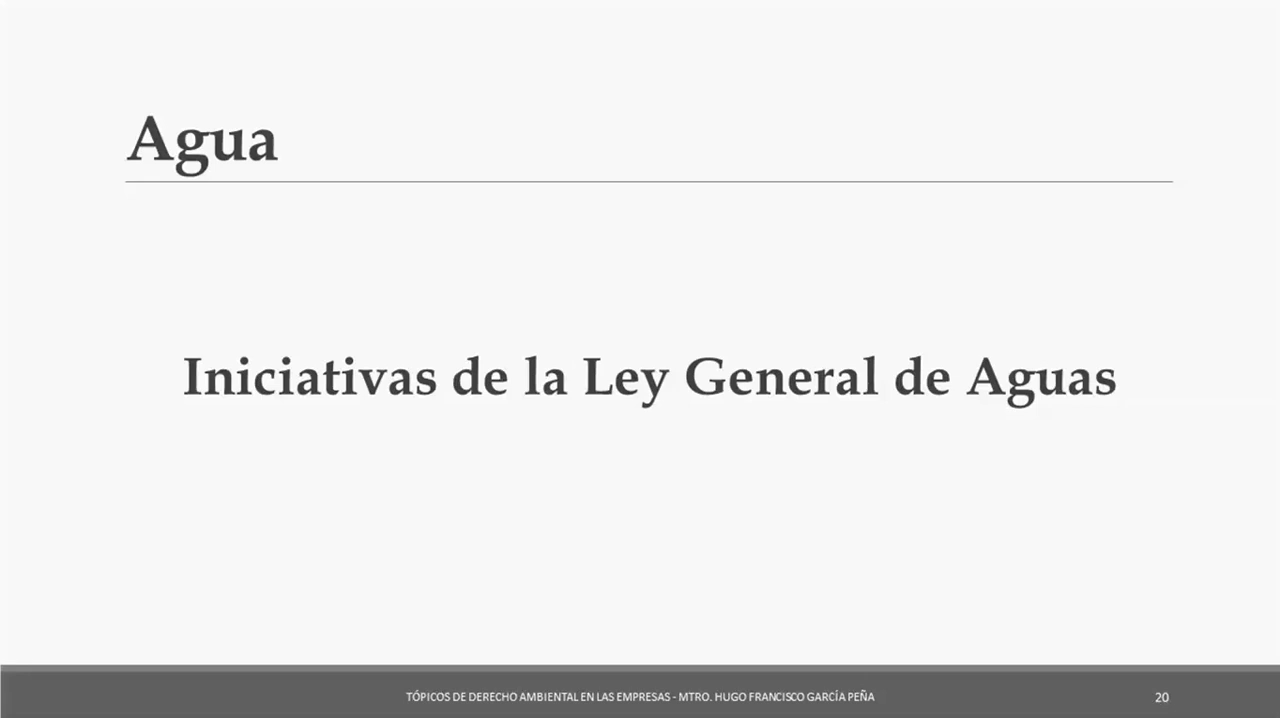 Agua
Iniciativas de la Ley General de Aguas
TÓPICOS DE DERECHO AMBIENTAL EN LAS EMPRESAS - MTRO. HUGO FRANCISCO GARCÍA PEÑA
20